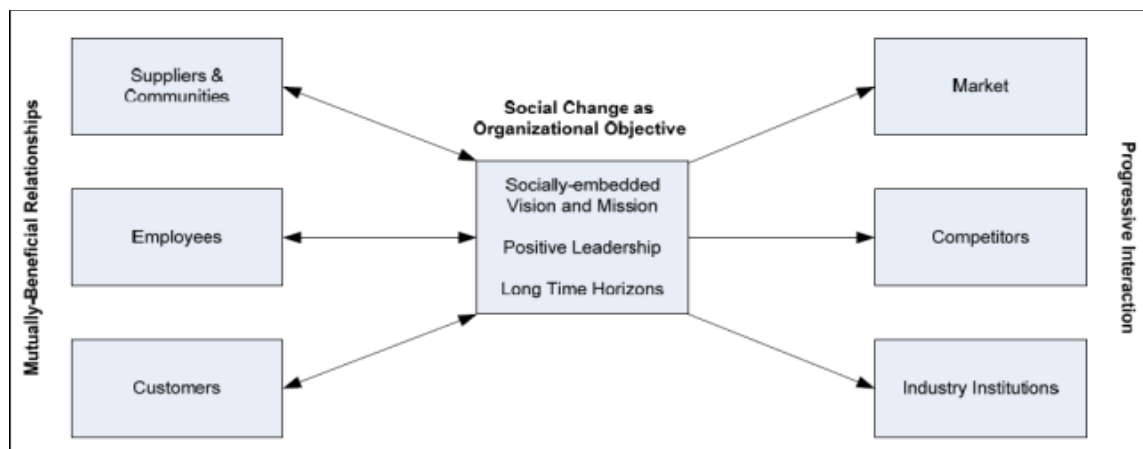 Mutually-Beneficial Relationships
Suppliers &
Communities
Employees
Customers
Social Change as
Organizational Objective
Socially-embedded
Vision and Mission
Positive Leadership
Long Time Horizons
Market
Competitors
Industry Institutions
Progressive Interaction